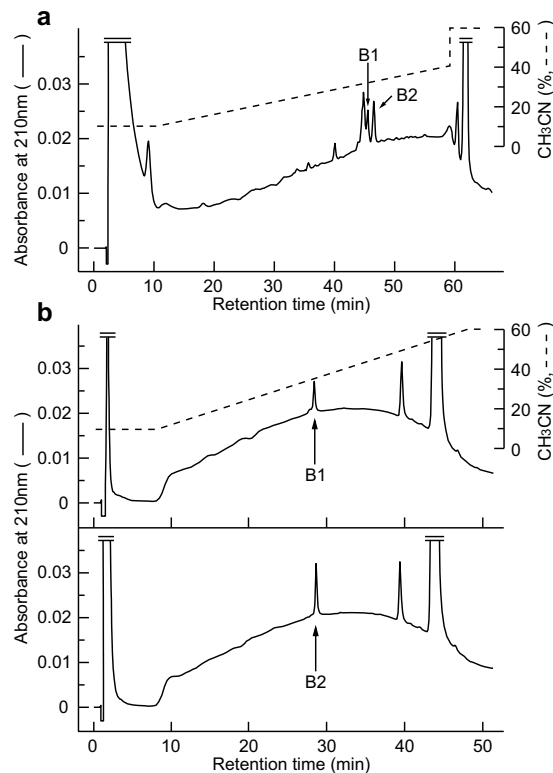 a
B1
B2
0.03
0.02
0.01
0
60
40
20
0
0 10 20 30 40 50 60
Retention time (min)
Absorbance at 210nm ( —— )
CH3CN (%, - - - - )
b
0.03
0.02
0.01
0
60
40
20
0
B1
CH3CN (%, - - - - )
0.03
0.02
0.01
0
B2
0 10 20 30 40 50
Retention time (min)
Absorbance at 210nm ( —— )